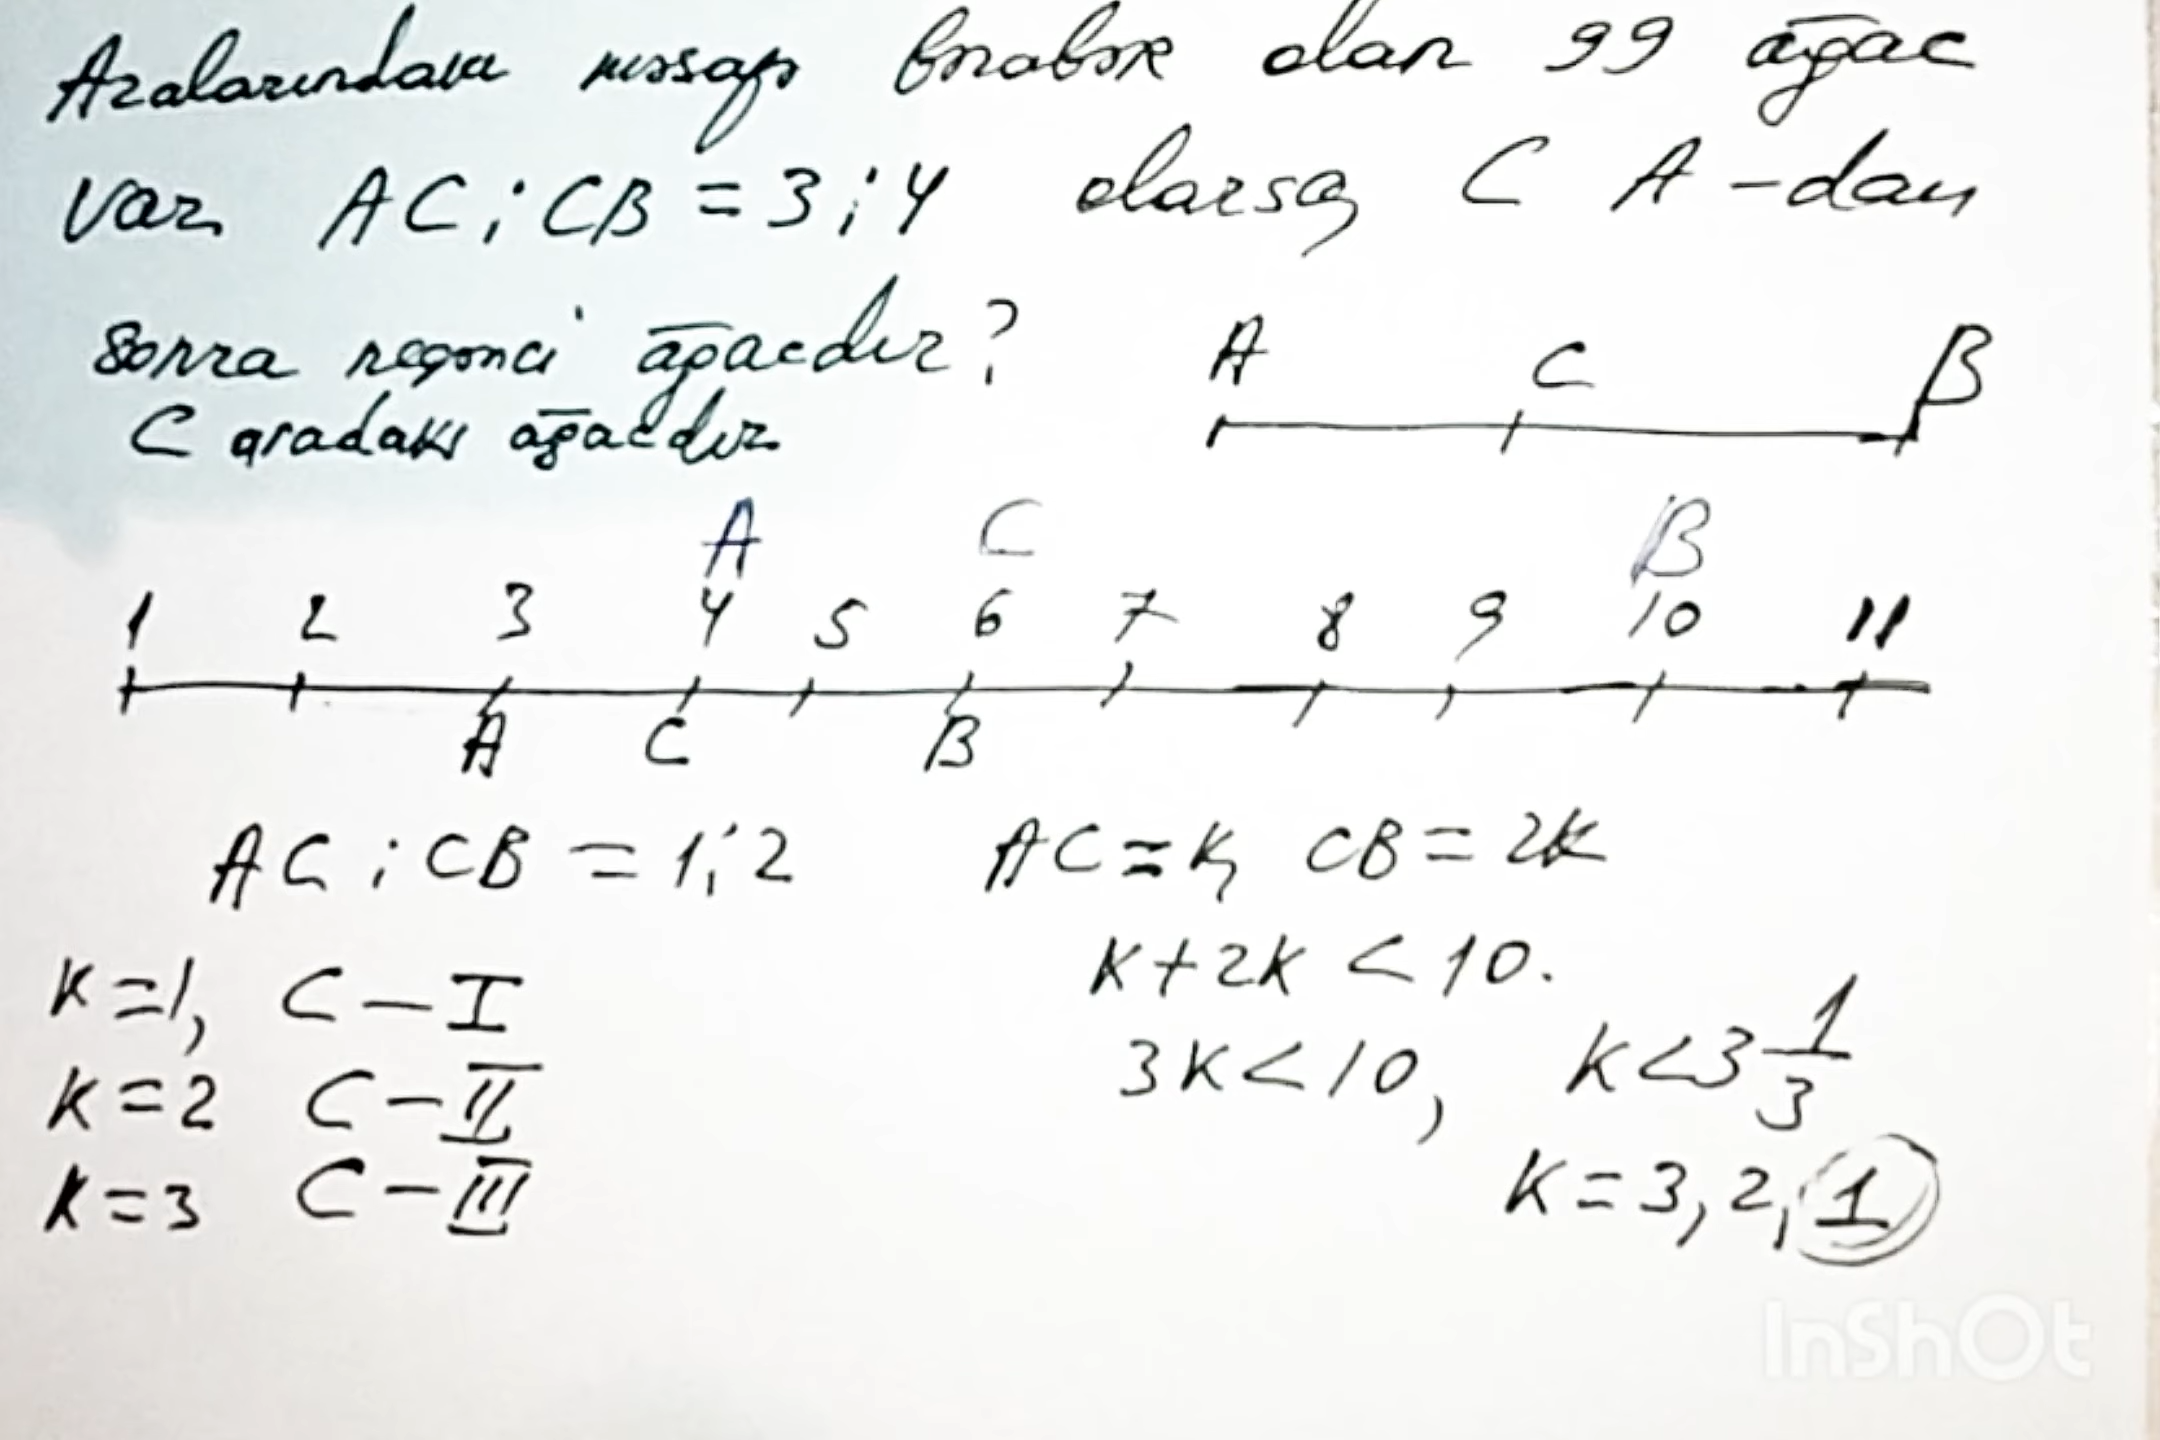 Aralarındakı məsafə bərabər olan 99 ağac
var AC:CB=3:4 olarsa, C A-dan
sonra neçənci ağacdır?
A C B
C aradakı ağacdır
A C B
1 2 3 4 5 6 7 8 9 10 11
A C B
AC:CB=1:2 AC=k, CB=2k
k+2k<10.
k=1, C-I
3k<10, k<3 1/3
k=2 C-II
k=3 C-III
k=3,2,1
InShOt